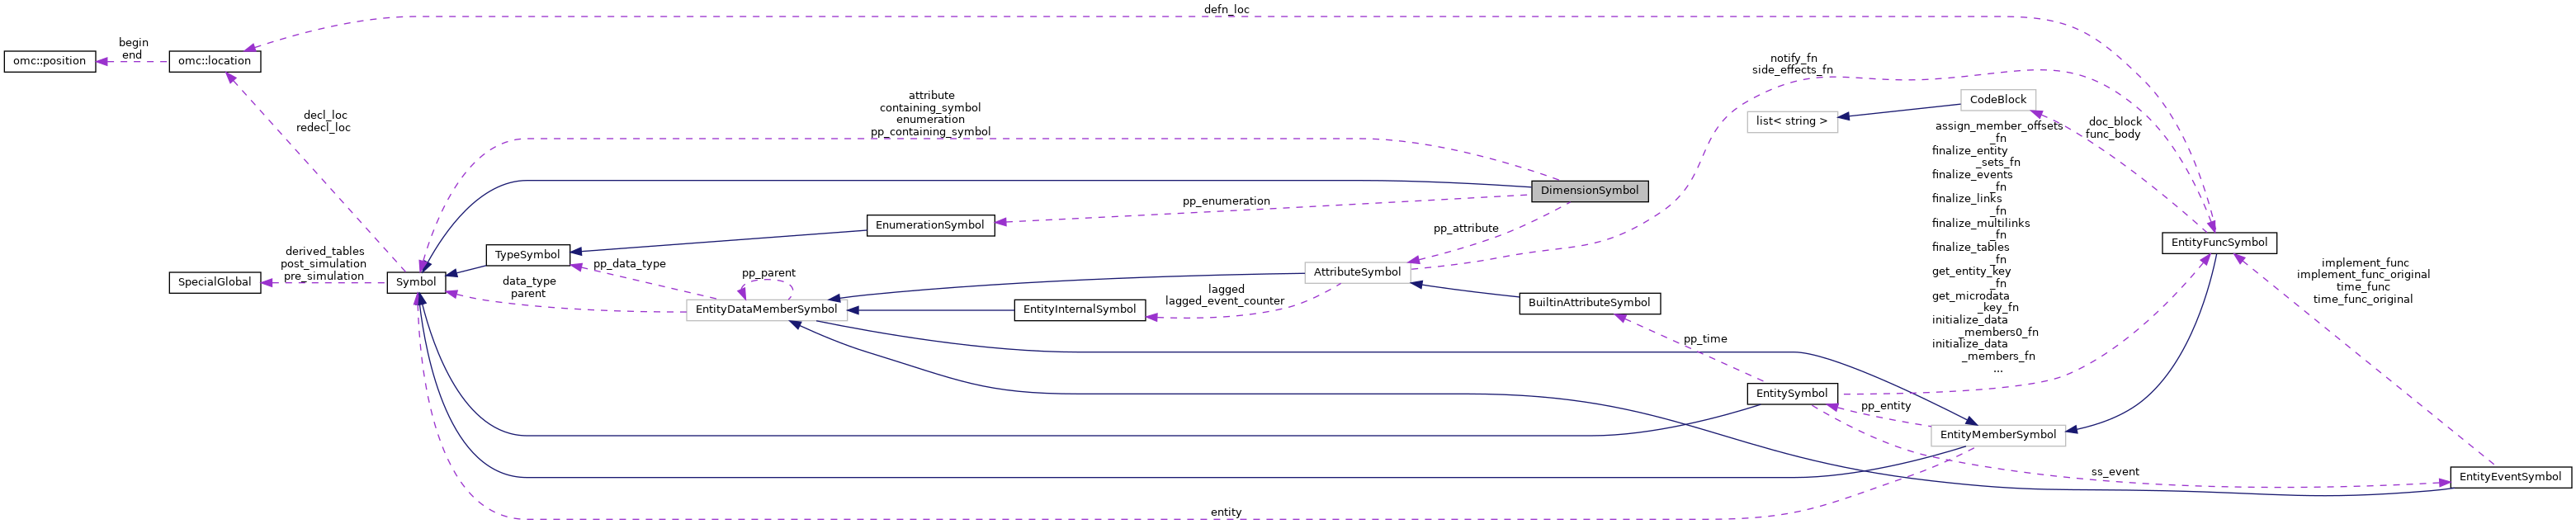 defn_loc
begin
end
omc::position
omc::location
notify_fn
side_effects_fn
decl_loc
redecl_loc
attribute
containing_symbol
enumeration
pp_containing_symbol
CodeBlock
list< string >
doc_block
func_body
assign_member_offsets
_fn
finalize_entity
_sets_fn
finalize_events
_fn
finalize_links
_fn
finalize_multilinks
_fn
finalize_tables
_fn
get_entity_key
_fn
get_microdata
_key_fn
initialize_data
_members0_fn
initialize_data
_members_fn
...
DimensionSymbol
pp_enumeration
EnumerationSymbol
pp_attribute
EntityFuncSymbol
derived_tables
post_simulation
pre_simulation
TypeSymbol
pp_data_type
SpecialGlobal
Symbol
data_type
parent
pp_parent
EntityDataMemberSymbol
EntityInternalSymbol
AttributeSymbol
lagged
lagged_event_counter
BuiltinAttributeSymbol
implement_func
implement_func_original
time_func
time_func_original
pp_time
EntitySymbol
pp_entity
EntityMemberSymbol
ss_event
EntityEventSymbol
entity